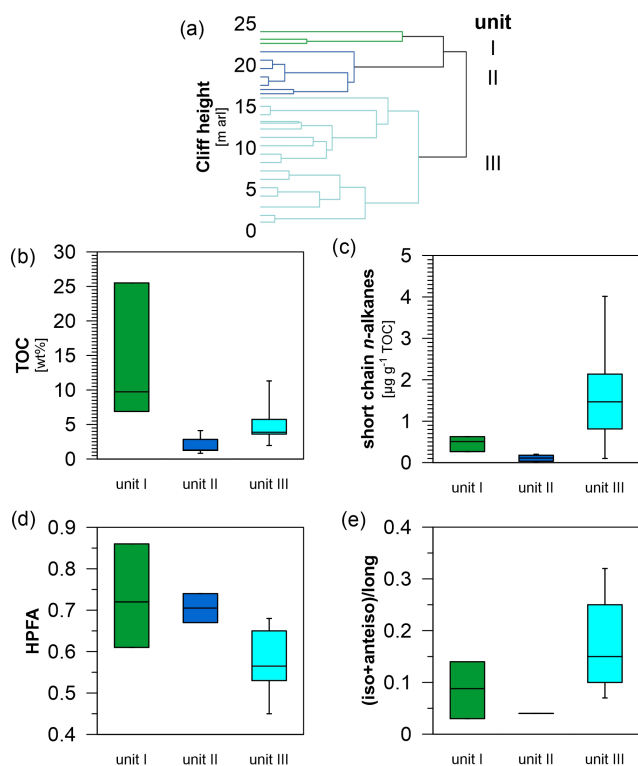 (a)
unit
25
I
20
II
15
10
III
5
0
Cliff height
[m arl]
(b)
30
25
20
15
10
5
0
TOC
[wt%]
unit I unit II unit III
(c)
5
4
3
2
1
0
short chain n-alkanes
[µg g-1 TOC]
unit I unit II unit III
(d)
0.9
0.8
0.7
0.6
0.5
0.4
HPFA
unit I unit II unit III
(e)
0.4
0.3
0.2
0.1
0.0
(iso+anteiso)/long
unit I unit II unit III